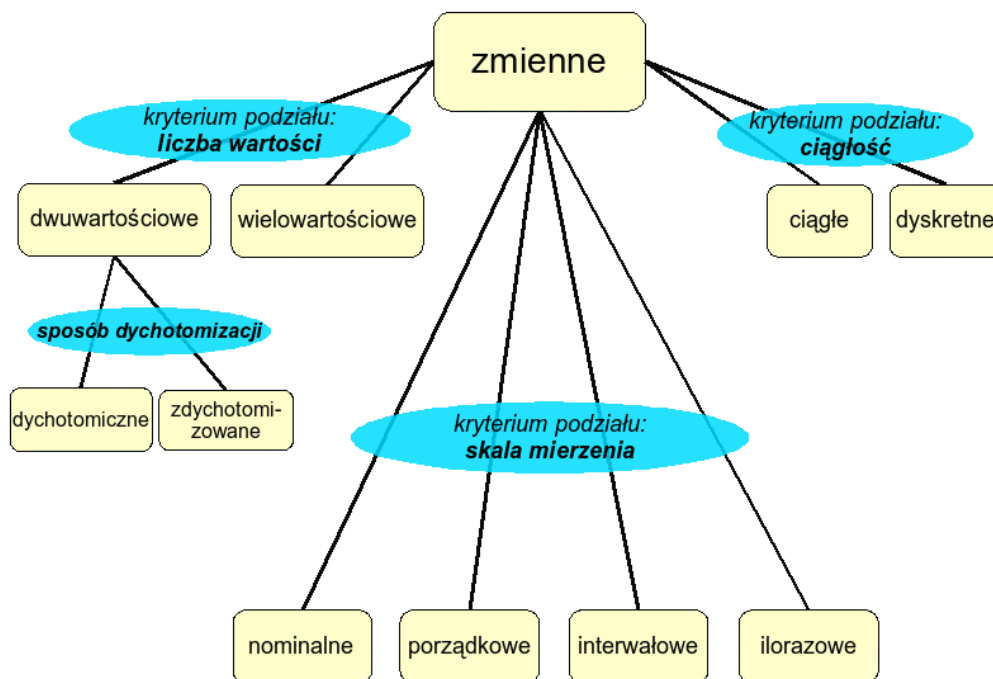 zmienne
kryterium podziału:
liczba wartości
kryterium podziału:
ciągłość
dwuwartościowe
wielowartościowe
ciągłe
dyskretne
sposób dychotomizacji
dychotomiczne
zdychotomi-
zowane
kryterium podziału:
skala mierzenia
nominalne
porządkowe
interwałowe
ilorazowe